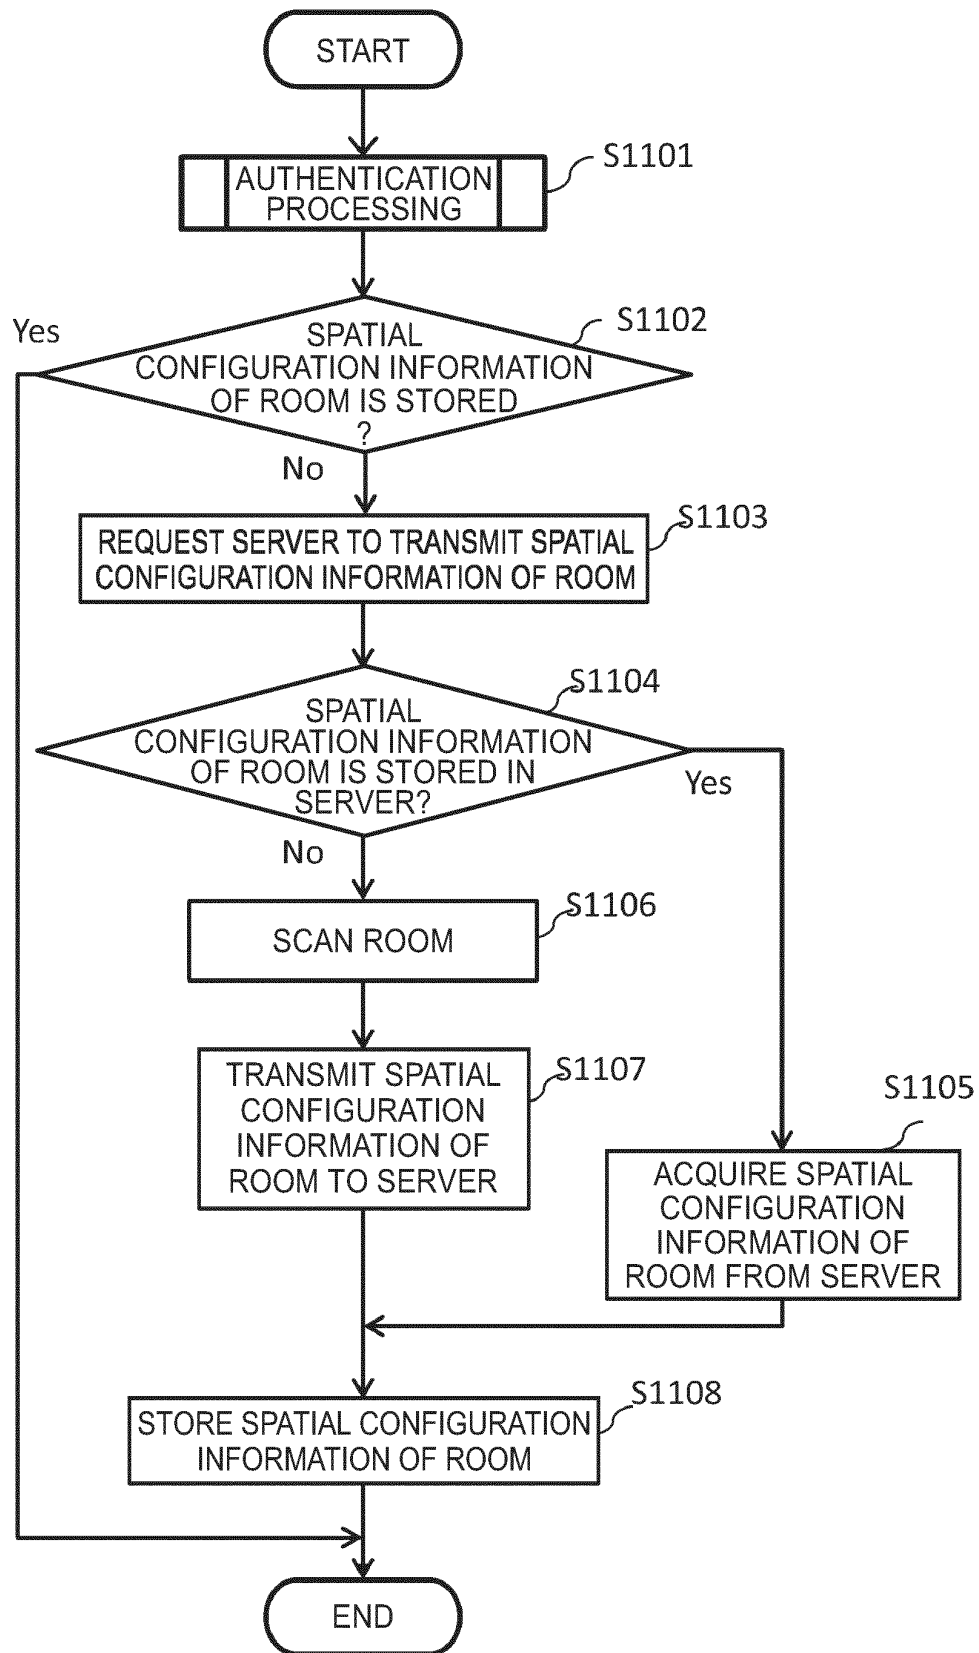 START
S1101
AUTHENTICATION
PROCESSING
Yes
S1102
SPATIAL
CONFIGURATION INFORMATION
OF ROOM IS STORED
?
No
S1103
REQUEST SERVER TO TRANSMIT SPATIAL
CONFIGURATION INFORMATION OF ROOM
S1104
SPATIAL
CONFIGURATION INFORMATION
OF ROOM IS STORED IN
SERVER?
Yes
No
S1106
SCAN ROOM
S1107
TRANSMIT SPATIAL
CONFIGURATION
INFORMATION OF
ROOM TO SERVER
S1105
ACQUIRE SPATIAL
CONFIGURATION
INFORMATION OF
ROOM FROM SERVER
S1108
STORE SPATIAL CONFIGURATION
INFORMATION OF ROOM
END